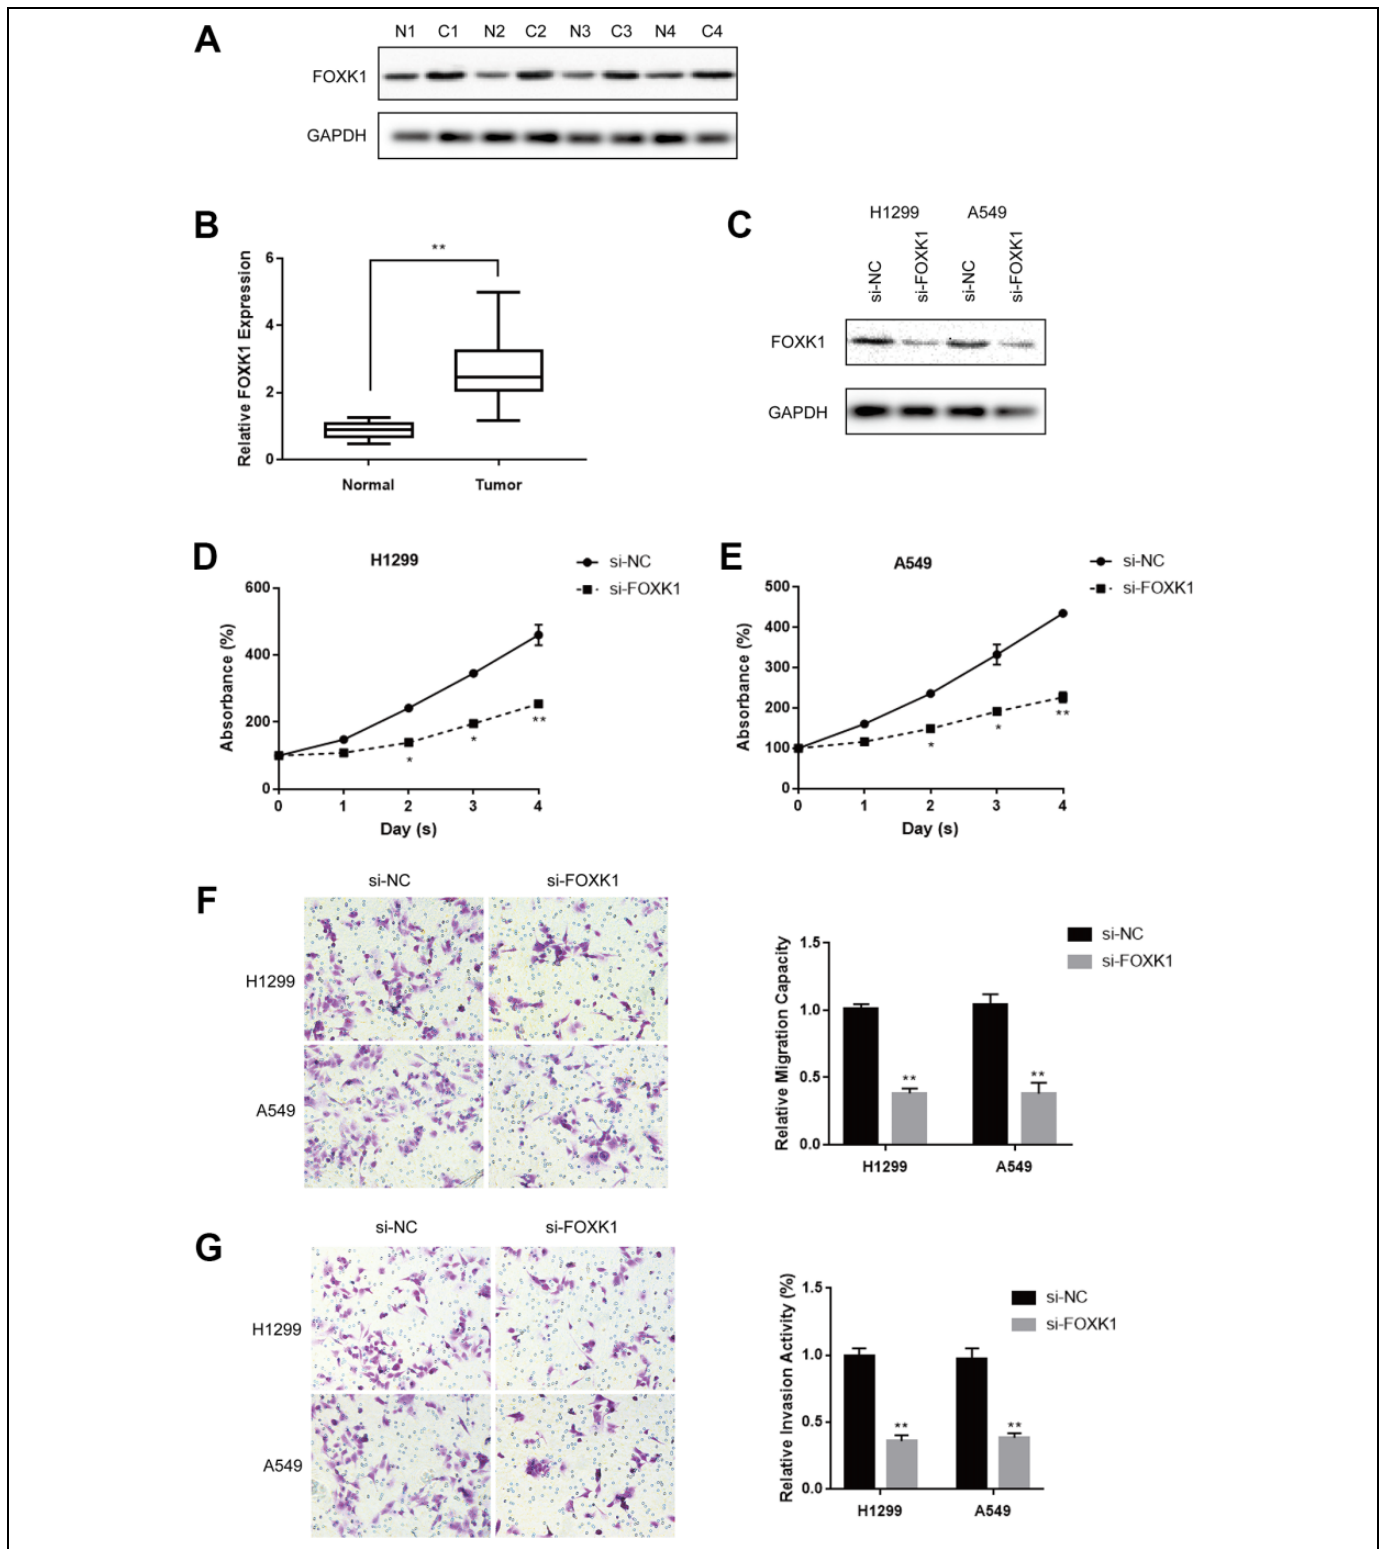 A
N1 C1 N2 C2 N3 C3 N4 C4
FOXK1
GAPDH
B
**
Relative FOXK1 Expression
6
4
2
0
Normal Tumor
C
H1299 A549
si-NC si-FOXK1 si-NC si-FOXK1
FOXK1
GAPDH
D
H1299
si-NC
si-FOXK1
Absorbance (%)
600
400
200
0
** * *
0 1 2 3 4
Day (s)
E
A549
si-NC
si-FOXK1
Absorbance (%)
500
400
300
200
100
0
** * *
0 1 2 3 4
Day (s)
F
si-NC si-FOXK1
H1299
A549
si-NC
si-FOXK1
Relative Migration Capacity
1.5
1.0
0.5
0.0
** **
H1299 A549
G
si-NC si-FOXK1
H1299
A549
si-NC
si-FOXK1
Relative Invasion Activity (%)
1.5
1.0
0.5
0.0
** **
H1299 A549